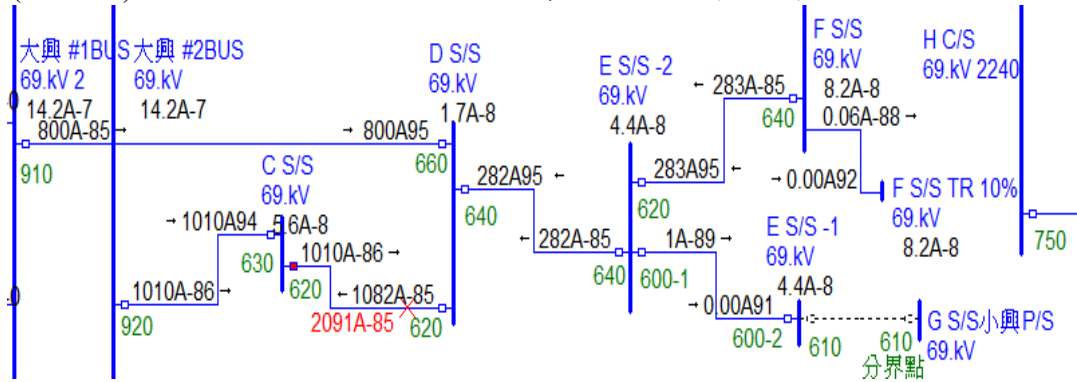 大興 #1BUS
69.kV 2
14.2A-7
800A-85
910
大興 #2BUS
69.kV
14.2A-7
1010A-86
920
1010A94
C S/S
69.kV
5.6A-8
630
620
1010A-86
1082A-85
2091A-85
620
D S/S
69.kV
1.7A-8
800A95
660
282A95
640
E S/S -2
69.kV
4.4A-8
282A-85
640
283A95
620
1A-89
600-1
283A-85
640
F S/S
69.kV
8.2A-8
0.06A-88
0.00A92
F S/S TR 10%
69.kV
8.2A-8
E S/S -1
69.kV
4.4A-8
0.00A91
600-2
610
610
分界點
G S/S小興P/S
69.kV
H C/S
69.kV 2240
750